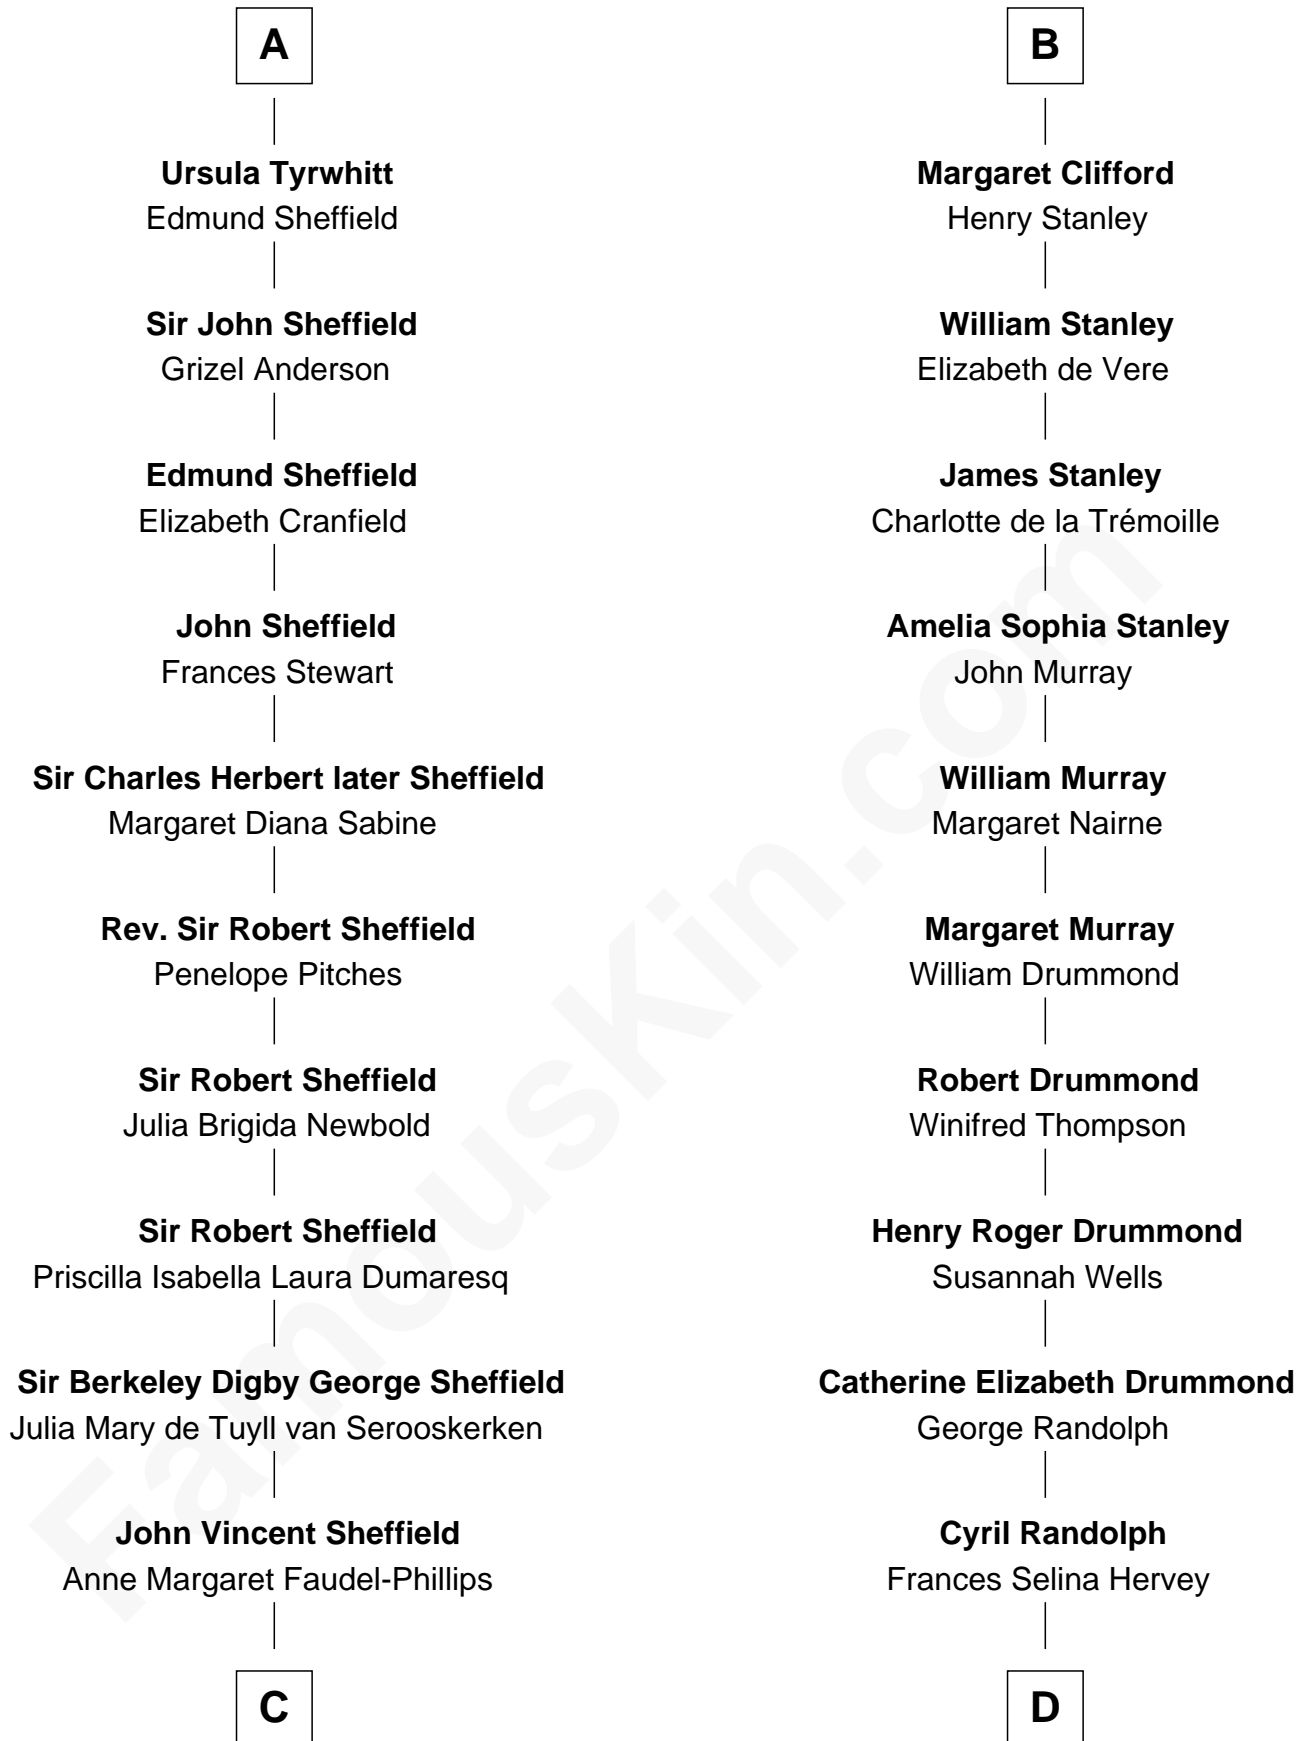 A
Ursula Tyrwhitt
Edmund Sheffield
Sir John Sheffield
Grizel Anderson
Edmund Sheffield
Elizabeth Cranfield
John Sheffield
Frances Stewart
Sir Charles Herbert later Sheffield
Margaret Diana Sabine
Rev. Sir Robert Sheffield
Penelope Pitches
Sir Robert Sheffield
Julia Brigida Newbold
Sir Robert Sheffield
Priscilla Isabella Laura Dumaresq
Sir Berkeley Digby George Sheffield
Julia Mary de Tuyll van Serooskerken
John Vincent Sheffield
Anne Margaret Faudel-Phillips
C
B
Margaret Clifford
Henry Stanley
William Stanley
Elizabeth de Vere
James Stanley
Charlotte de la Trémoille
Amelia Sophia Stanley
John Murray
William Murray
Margaret Nairne
Margaret Murray
William Drummond
Robert Drummond
Winifred Thompson
Henry Roger Drummond
Susannah Wells
Catherine Elizabeth Drummond
George Randolph
Cyril Randolph
Frances Selina Hervey
D
FamousKin.com